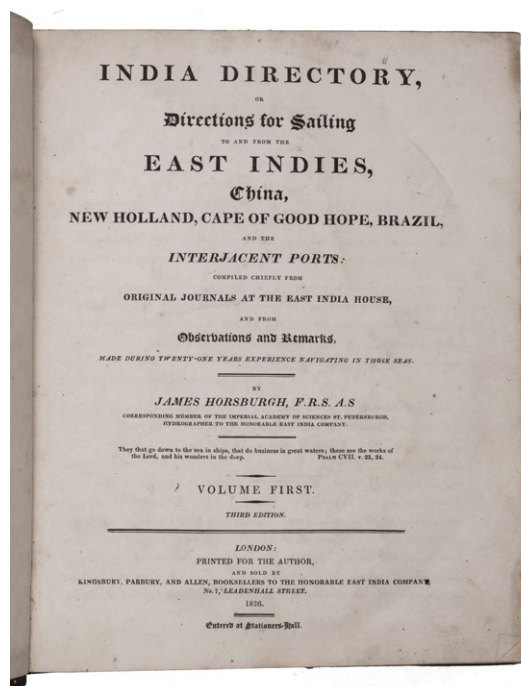 INDIA DIRECTORY,
OR
Directions for Sailing
TO AND FROM THE
EAST INDIES,
China,
NEW HOLLAND, CAPE OF GOOD HOPE, BRAZIL,
AND THE
INTERJACENT PORTS:
COMPILED CHIEFLY FROM
ORIGINAL JOURNALS AT THE EAST INDIA HOUSE,
AND FROM
Observations and Remarks,
MADE DURING TWENTY-ONE YEARS EXPERIENCE NAVIGATING IN THOSE SEAS.
BY
JAMES HORSBURGH, F.R.S. A.S
CORRESPONDING MEMBER OF THE IMPERIAL ACADEMY OF SCIENCES ST. PETERSBURGH,
HYDROGRAPHER TO THE HONORABLE EAST INDIA COMPANY.
They that go down to the sea in ships, that do business in great waters; these see the works of
the Lord, and his wonders in the deep. PSALM CVII. v. 23, 24.
VOLUME FIRST.
THIRD EDITION.
LONDON:
PRINTED FOR THE AUTHOR,
AND SOLD BY
KINGSBURY, PARBURY, AND ALLEN, BOOKSELLERS TO THE HONORABLE EAST INDIA COMPANY,
No. 7, LEADENHALL STREET.
1826.
Entered at Stationers-Hall.